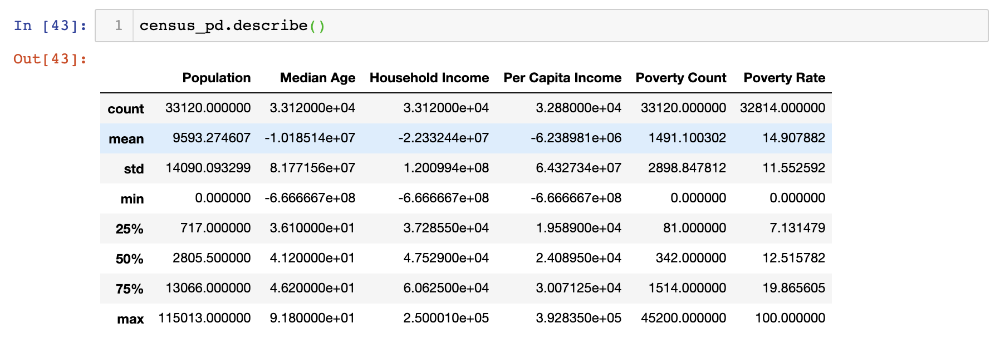 In [43]: 1 census_pd.describe()
Out[43]:
Population Median Age Household Income Per Capita Income Poverty Count Poverty Rate
count 33120.000000 3.312000e+04 3.312000e+04 3.288000e+04 33120.000000 32814.000000
mean 9593.274607 -1.018514e+07 -2.233244e+07 -6.238981e+06 1491.100302 14.907882
std 14090.093299 8.177156e+07 1.200994e+08 6.432734e+07 2898.847812 11.552592
min 0.000000 -6.666667e+08 -6.666667e+08 -6.666667e+08 0.000000 0.000000
25% 717.000000 3.610000e+01 3.728550e+04 1.958900e+04 81.000000 7.131479
50% 2805.500000 4.120000e+01 4.752900e+04 2.408950e+04 342.000000 12.515782
75% 13066.000000 4.620000e+01 6.062500e+04 3.007125e+04 1514.000000 19.865605
max 115013.000000 9.180000e+01 2.500010e+05 3.928350e+05 45200.000000 100.000000